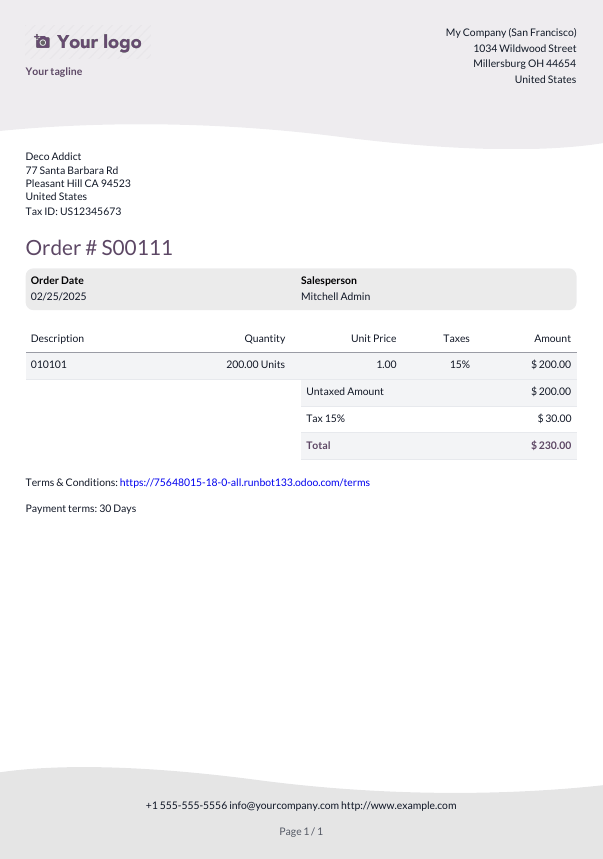 Your logo
Your tagline
My Company (San Francisco)
1034 Wildwood Street
Millersburg OH 44654
United States
Deco Addict
77 Santa Barbara Rd
Pleasant Hill CA 94523
United States
Tax ID: US12345673
Order # S00111
Order Date Salesperson
02/25/2025 Mitchell Admin
Description Quantity Unit Price Taxes Amount
010101 200.00 Units 1.00 15% $ 200.00
Untaxed Amount $ 200.00
Tax 15% $ 30.00
Total $ 230.00
Terms & Conditions: https://75648015-18-0-all.runbot133.odoo.com/terms
Payment terms: 30 Days
+1 555-555-5556 info@yourcompany.com http://www.example.com
Page 1 / 1